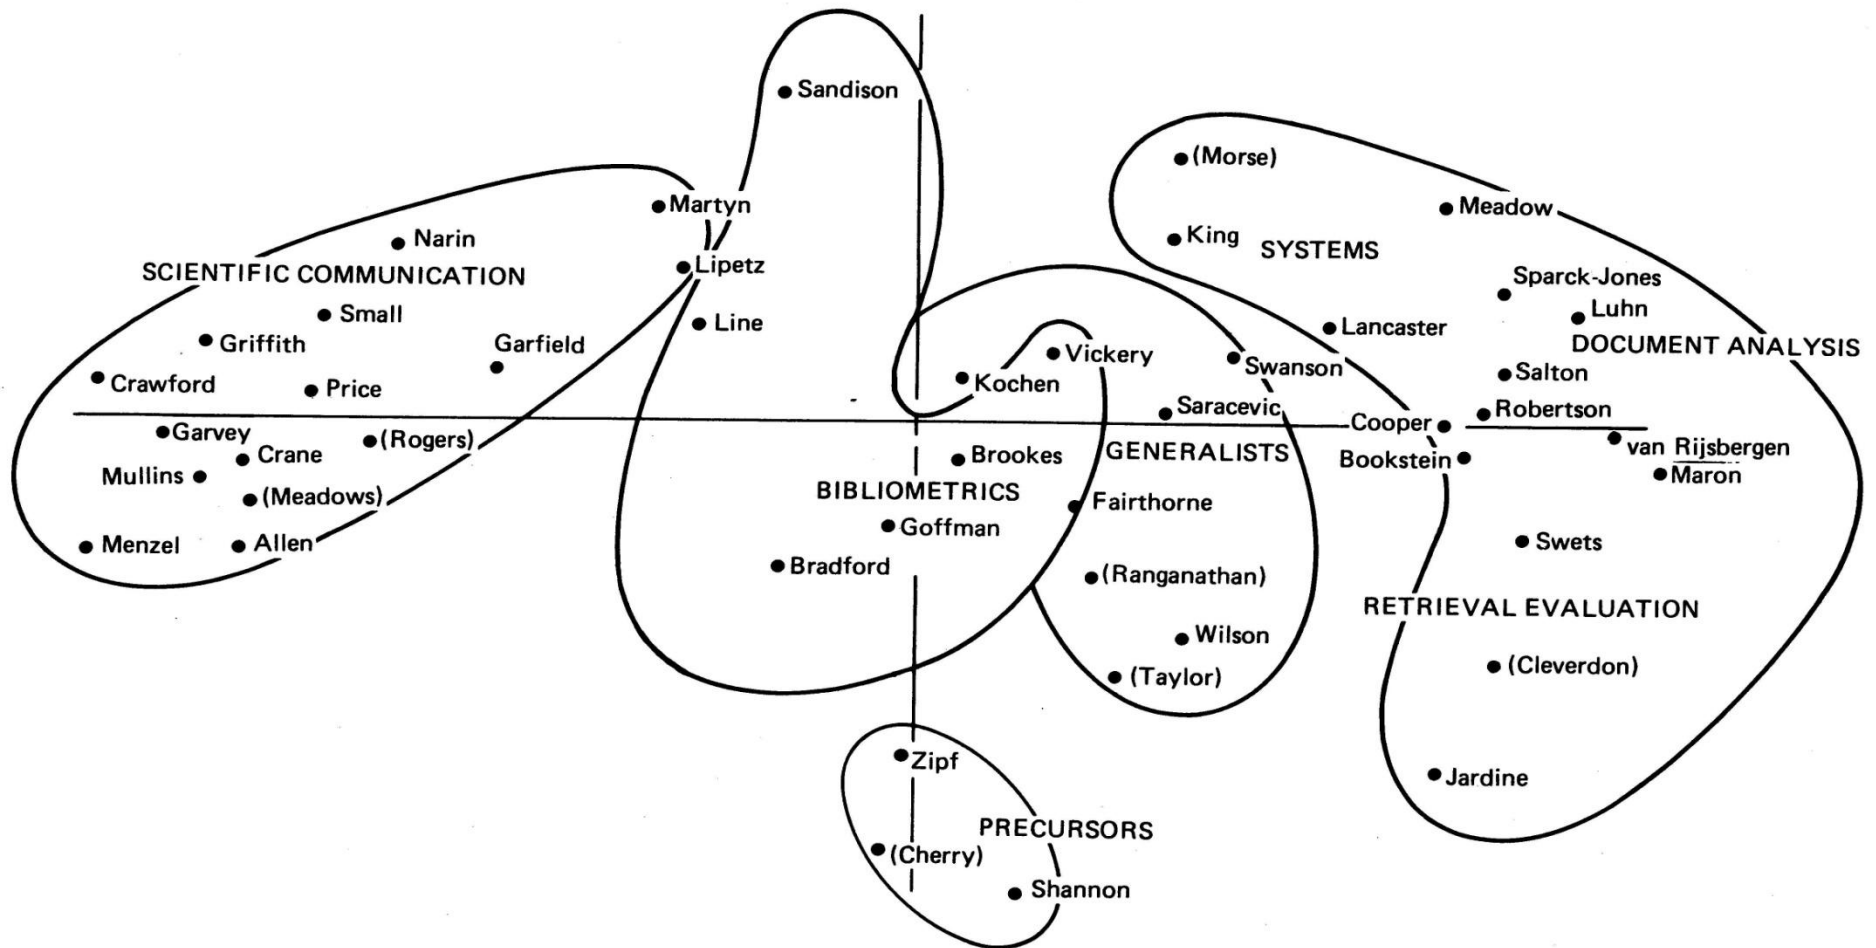 Sandison
(Morse)
Martyn
Meadow
Narin
King
SYSTEMS
Lipetz
SCIENTIFIC COMMUNICATION
Sparck-Jones
Luhn
Small
Line
Lancaster
Griffith
Garfield
DOCUMENT ANALYSIS
Vickery
Swanson
Crawford
Price
Kochen
Salton
Saracevic
Robertson
Cooper
Garvey
(Rogers)
van Rijsbergen
Crane
Brookes
GENERALISTS
Bookstein
Mullins
Maron
(Meadows)
BIBLIOMETRICS
Fairthorne
Goffman
Menzel
Allen
Swets
Bradford
(Ranganathan)
RETRIEVAL EVALUATION
Wilson
(Cleverdon)
(Taylor)
Zipf
Jardine
PRECURSORS
(Cherry)
Shannon